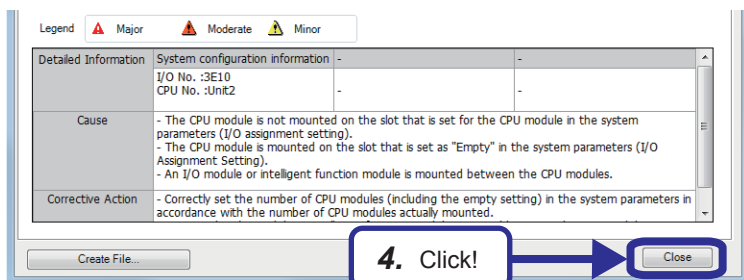 Legend Major Moderate Minor
Detailed Information System configuration information - -
I/O No. :3E10
CPU No. :Unit2 - -
Cause - The CPU module is not mounted on the slot that is set for the CPU module in the system
parameters (I/O assignment setting).
- The CPU module is mounted on the slot that is set as "Empty" in the system parameters (I/O
Assignment Setting).
- An I/O module or intelligent function module is mounted between the CPU modules.
Corrective Action - Correctly set the number of CPU modules (including the empty setting) in the system parameters in
accordance with the number of CPU modules actually mounted.
Create File...
4. Click!
Close